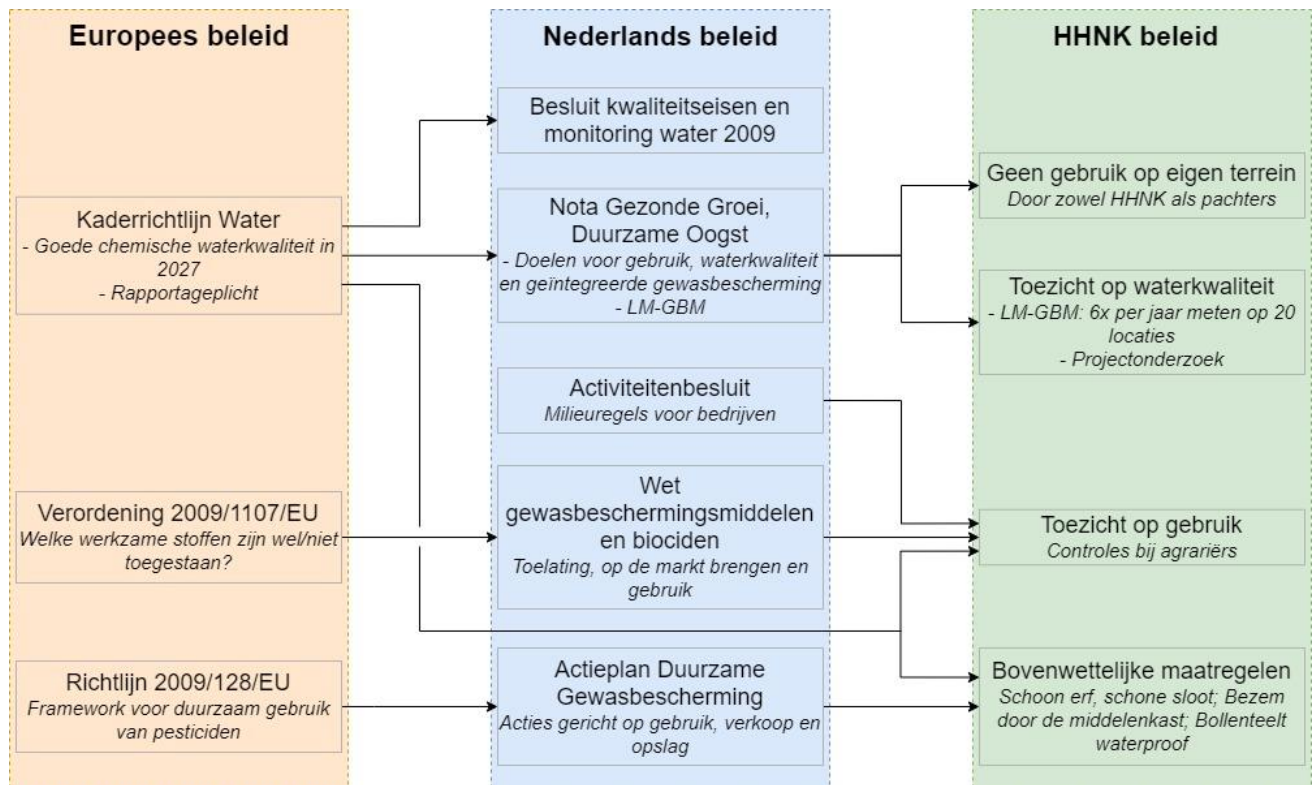 Europees beleid
Kaderrichtlijn Water
- Goede chemische waterkwaliteit in
2027
- Rapportageplicht
Verordening 2009/1107/EU
Welke werkzame stoffen zijn wel/niet
toegestaan?
Richtlijn 2009/128/EU
Framework voor duurzaam gebruik
van pesticiden
Nederlands beleid
Besluit kwaliteitseisen en
monitoring water 2009
Nota Gezonde Groei,
Duurzame Oogst
- Doelen voor gebruik, waterkwaliteit
en geïntegreerde gewasbescherming
- LM-GBM
Activiteitenbesluit
Milieuregels voor bedrijven
Wet
gewasbeschermingsmiddelen
en biociden
Toelating, op de markt brengen en
gebruik
Actieplan Duurzame
Gewasbescherming
Acties gericht op gebruik, verkoop en
opslag
HHNK beleid
Geen gebruik op eigen terrein
Door zowel HHNK als pachters
Toezicht op waterkwaliteit
- LM-GBM: 6x per jaar meten op 20
locaties
- Projectonderzoek
Toezicht op gebruik
Controles bij agrariërs
Bovenwettelijke maatregelen
Schoon erf, schone sloot; Bezem
door de middelenkast; Bollenteelt
waterproof